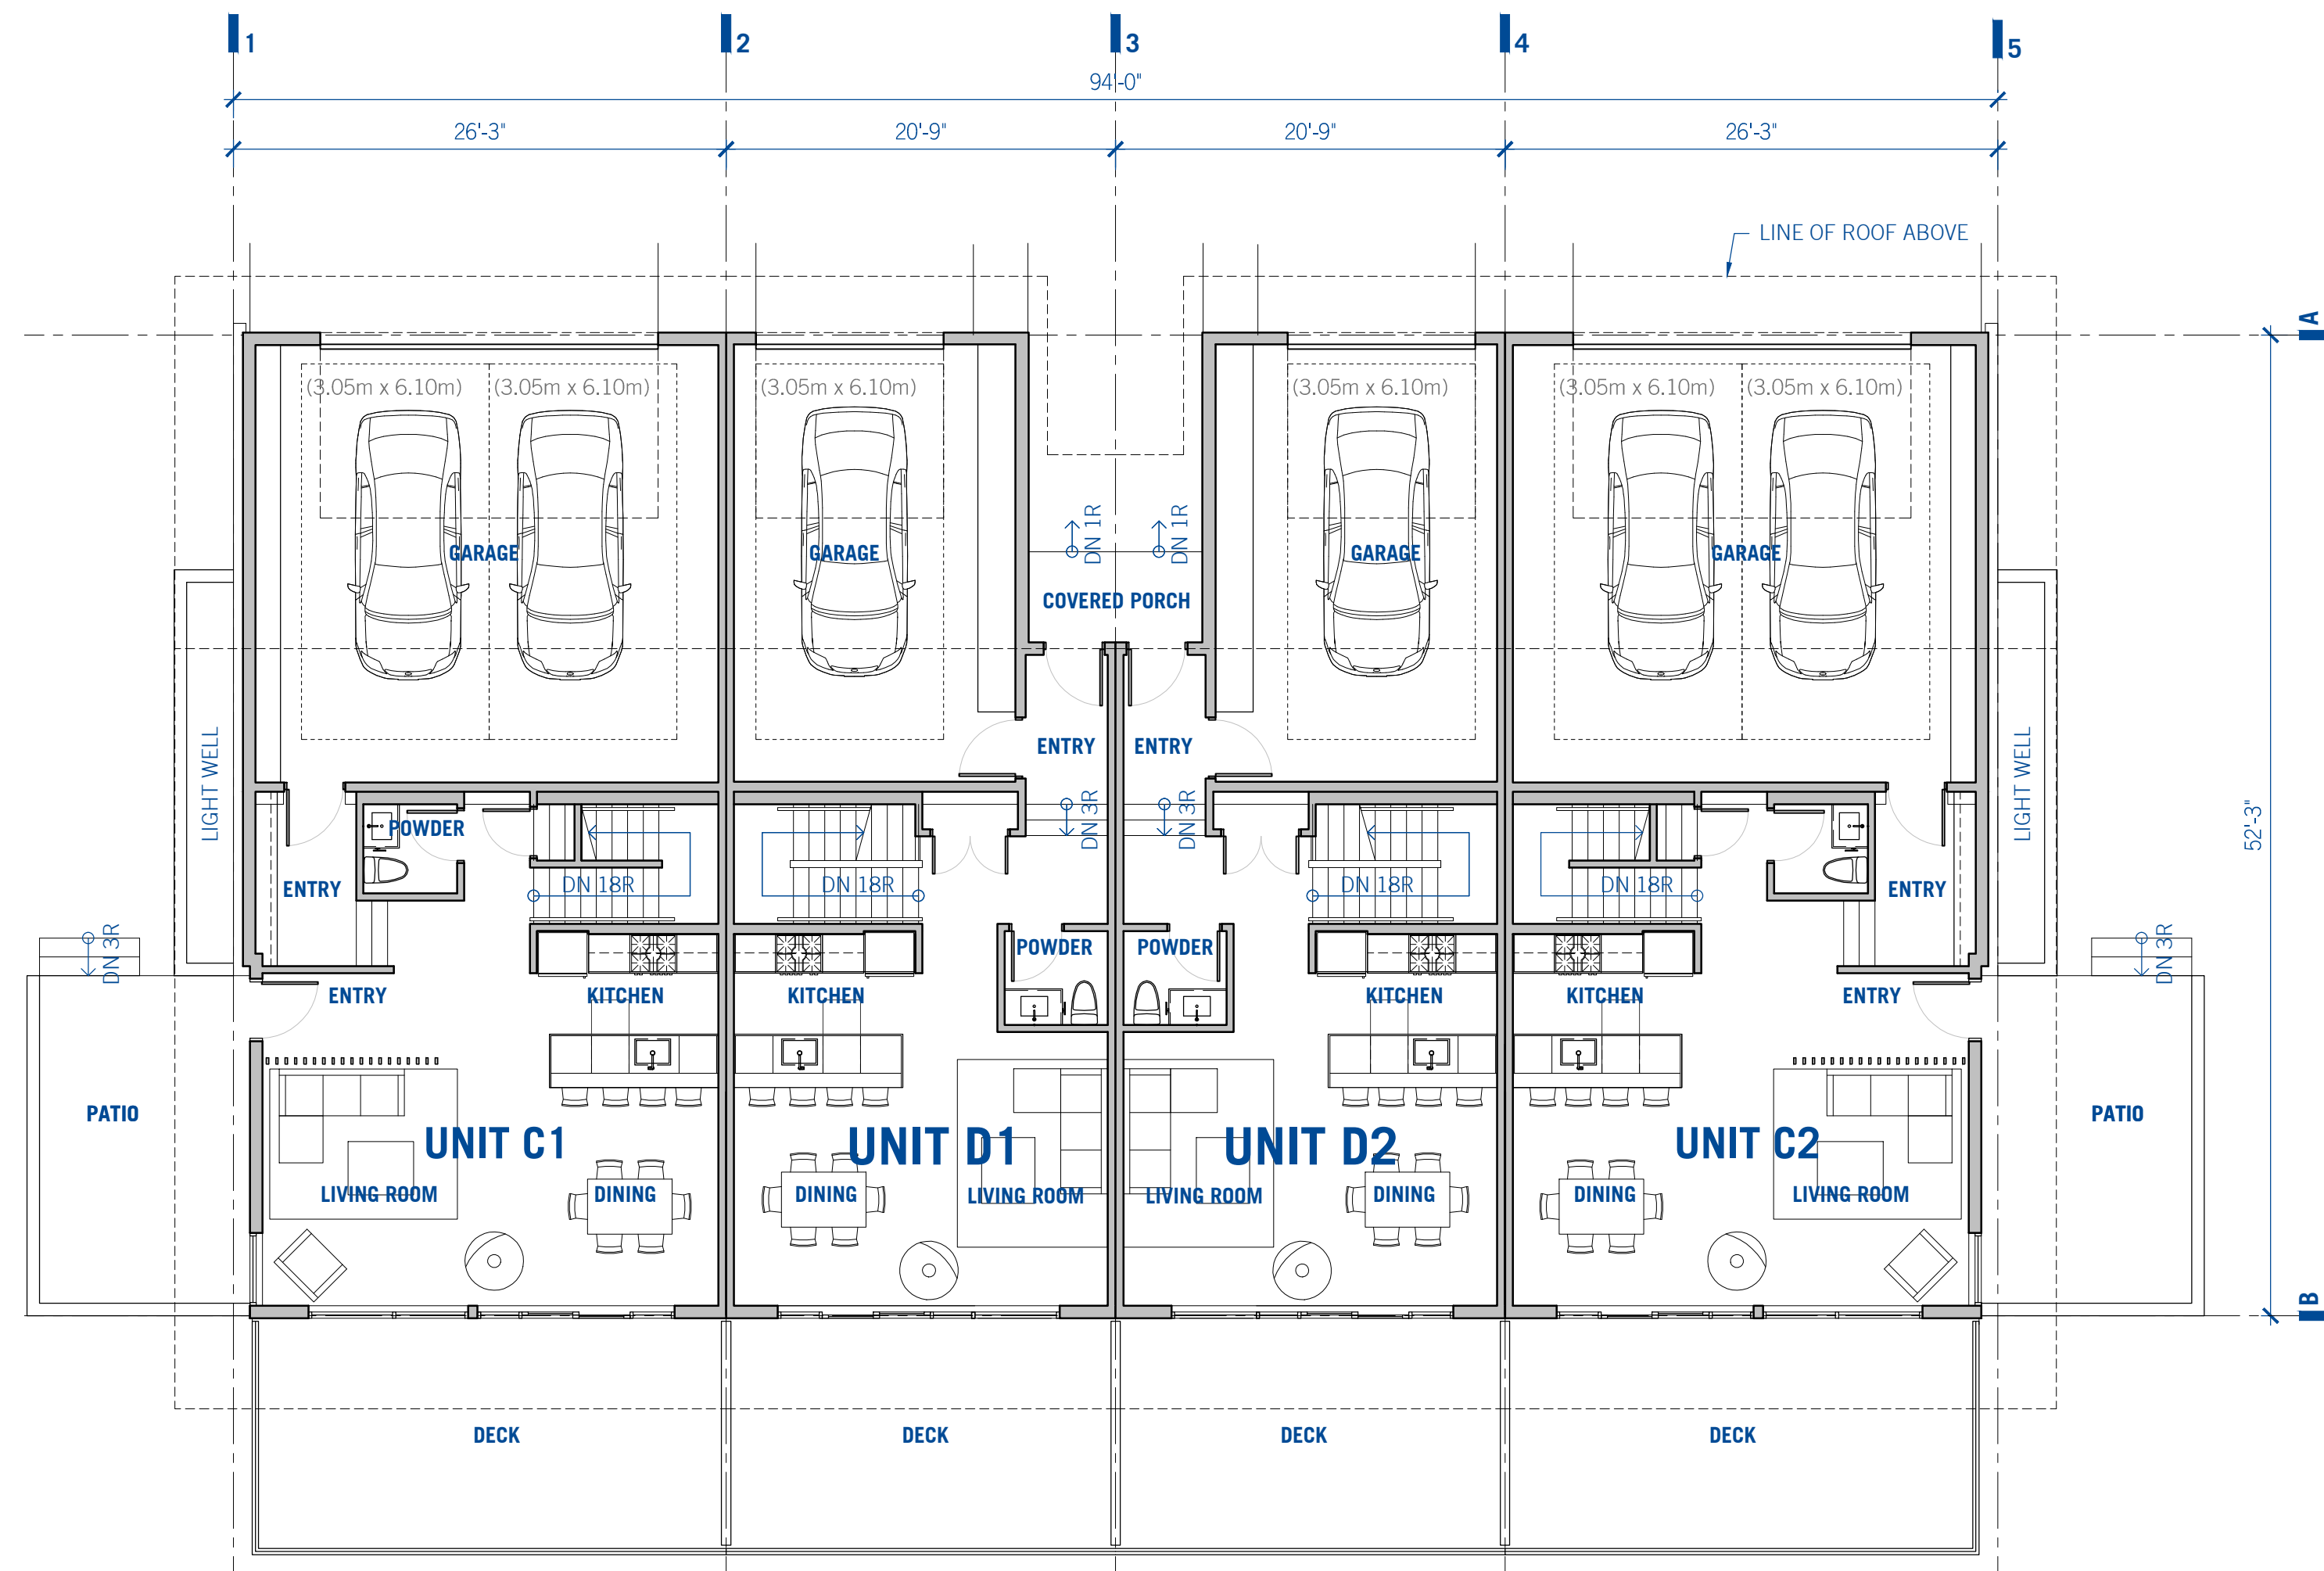 1
2
3
4
5
94'-0"
26'-3"
20'-9"
20'-9"
26'-3"
LINE OF ROOF ABOVE
A
(3.05m x 6.10m)
(3.05m x 6.10m)
(3.05m x 6.10m)
(3.05m x 6.10m)
(3.05m x 6.10m)
(3.05m x 6.10m)
DN 1R
DN 1R
GARAGE
GARAGE
GARAGE
GARAGE
COVERED PORCH
ENTRY
ENTRY
LIGHT WELL
LIGHT WELL
52'-3"
POWDER
DN 3R
DN 3R
ENTRY
DN 18R
DN 18R
DN 18R
DN 18R
ENTRY
DN 3R
POWDER
POWDER
DN 3R
ENTRY
KITCHEN
KITCHEN
KITCHEN
KITCHEN
ENTRY
PATIO
PATIO
UNIT C1
UNIT D1
UNIT D2
UNIT C2
LIVING ROOM
DINING
DINING
LIVING ROOM
LIVING ROOM
DINING
DINING
LIVING ROOM
B
DECK
DECK
DECK
DECK